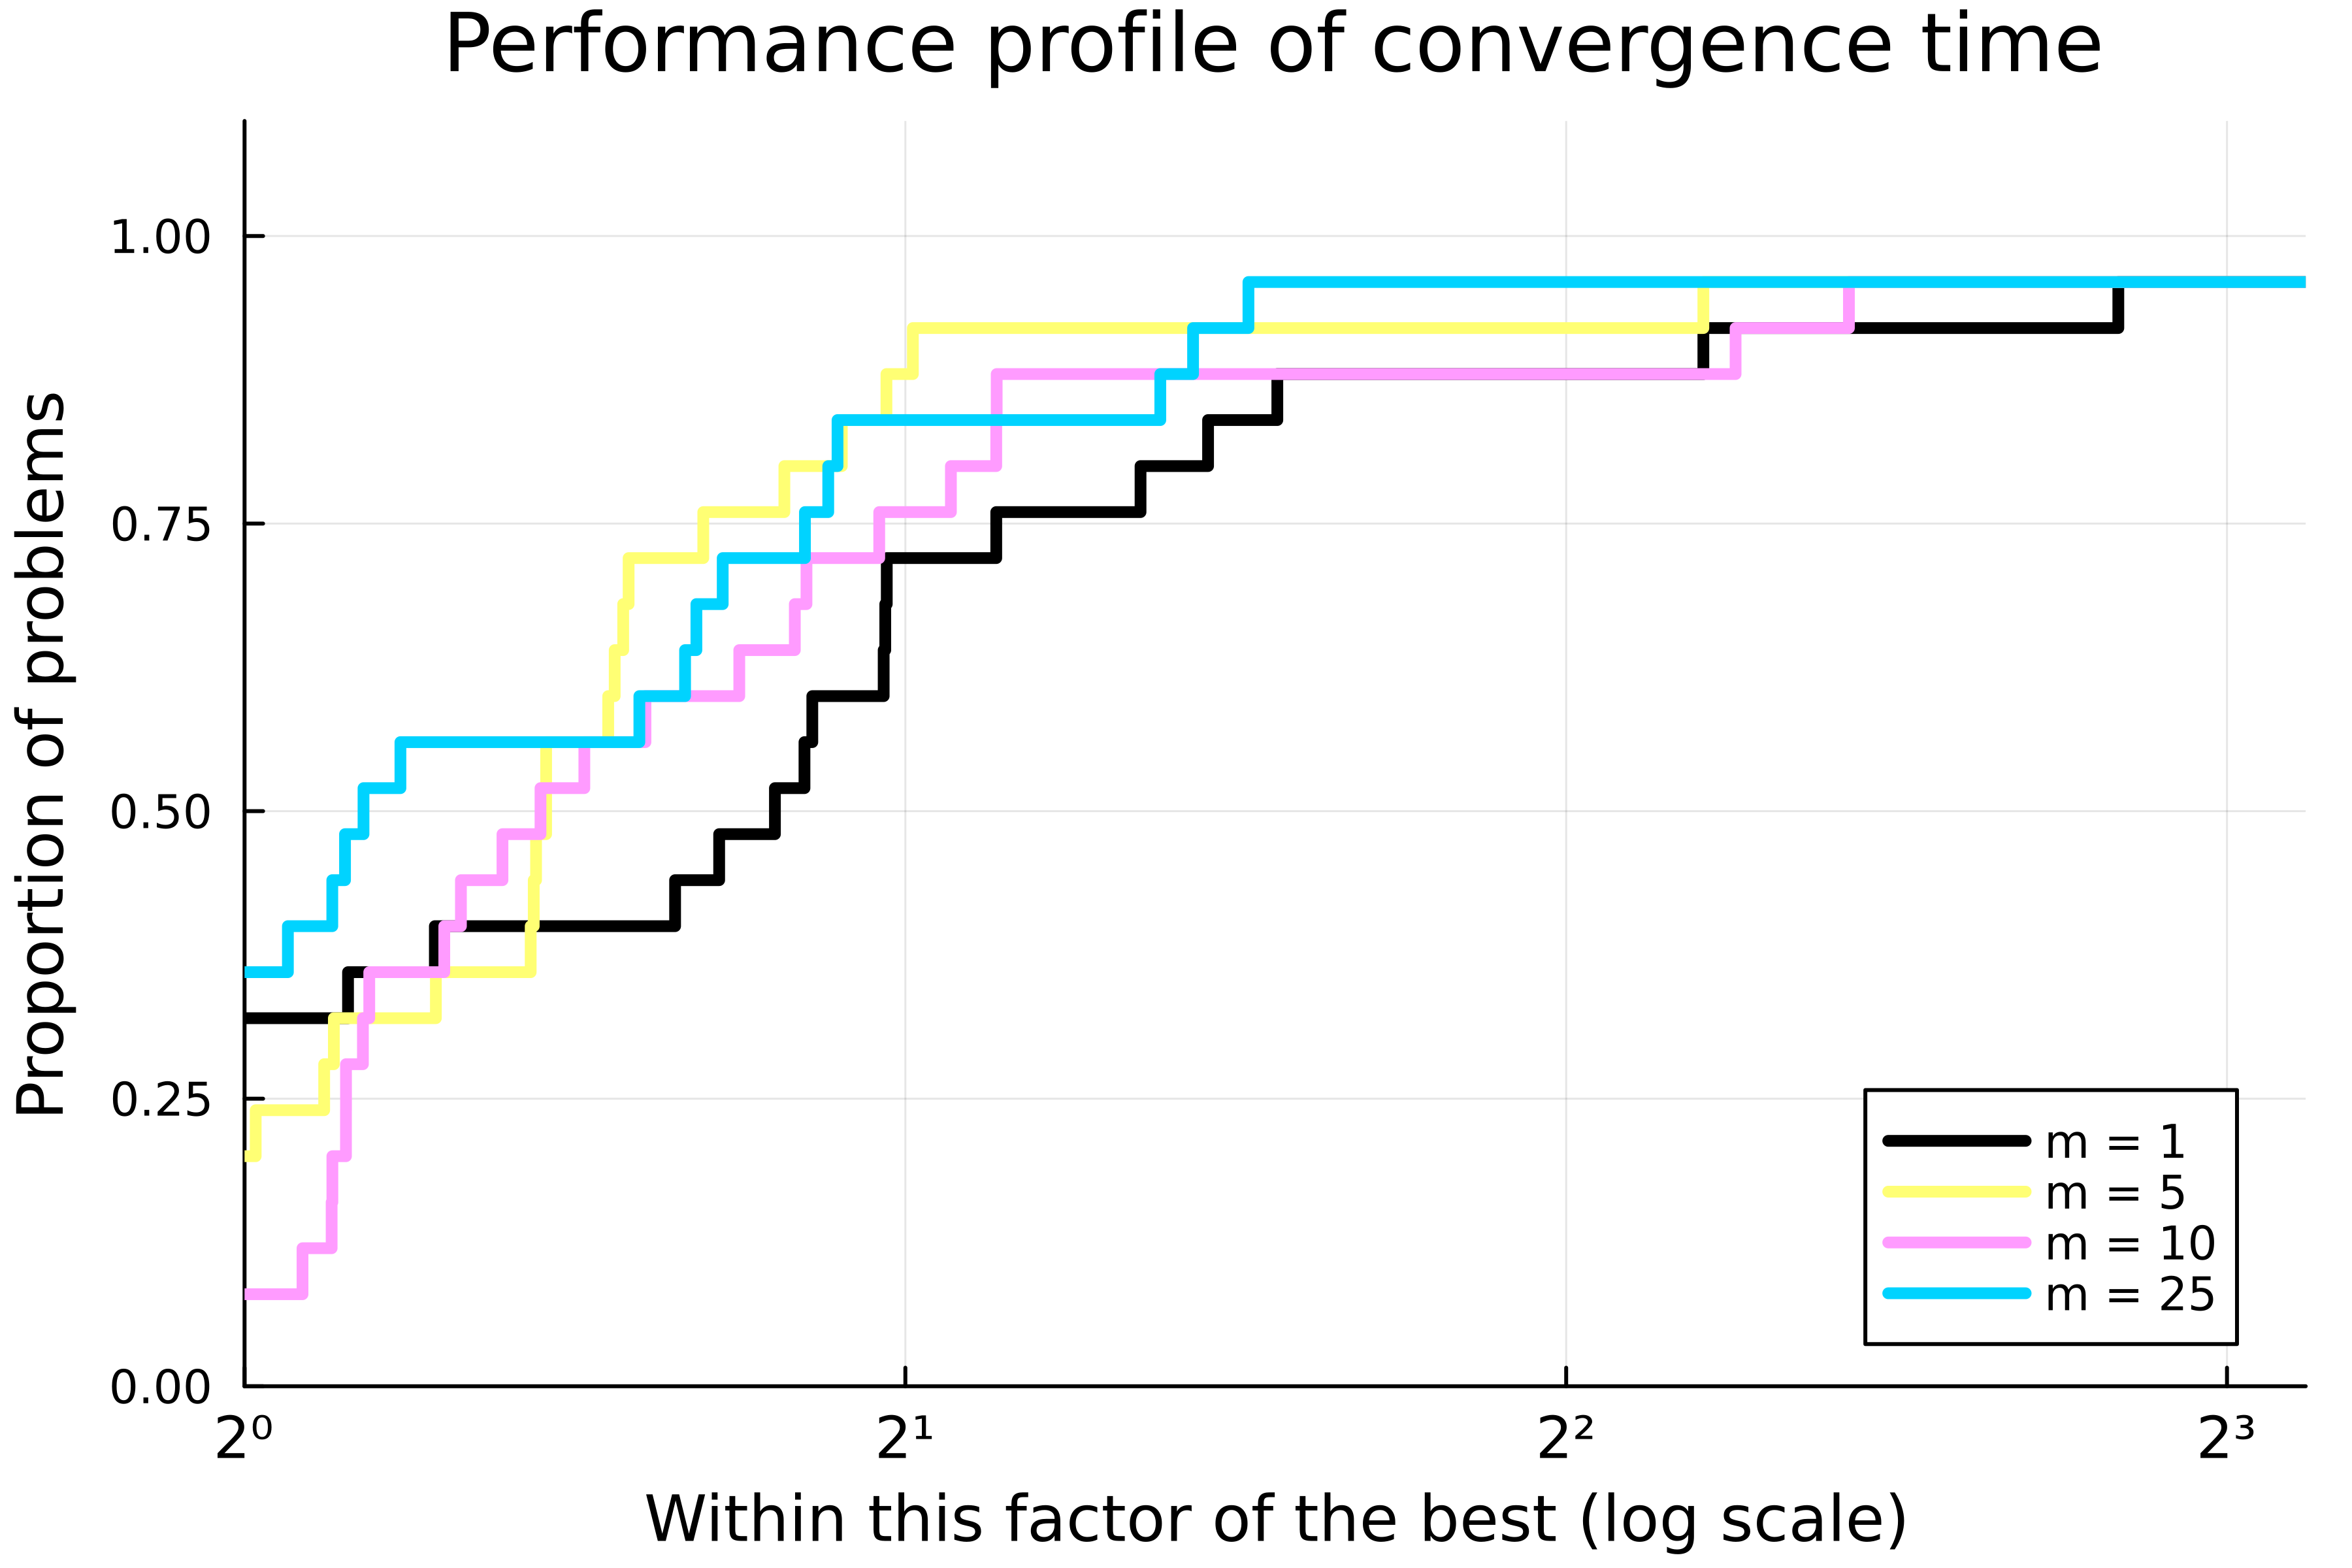 Performance profile of convergence time
Proportion of problems
1.00
0.75
0.50
0.25
0.00
2⁰ 2¹ 2² 2³
Within this factor of the best (log scale)
m = 1
m = 5
m = 10
m = 25